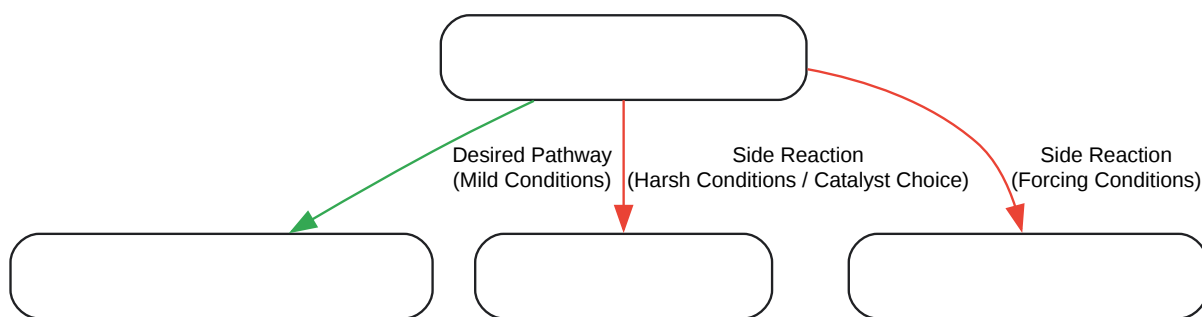 Desired Pathway
(Mild Conditions)
Side Reaction
(Harsh Conditions / Catalyst Choice)
Side Reaction
(Forcing Conditions)